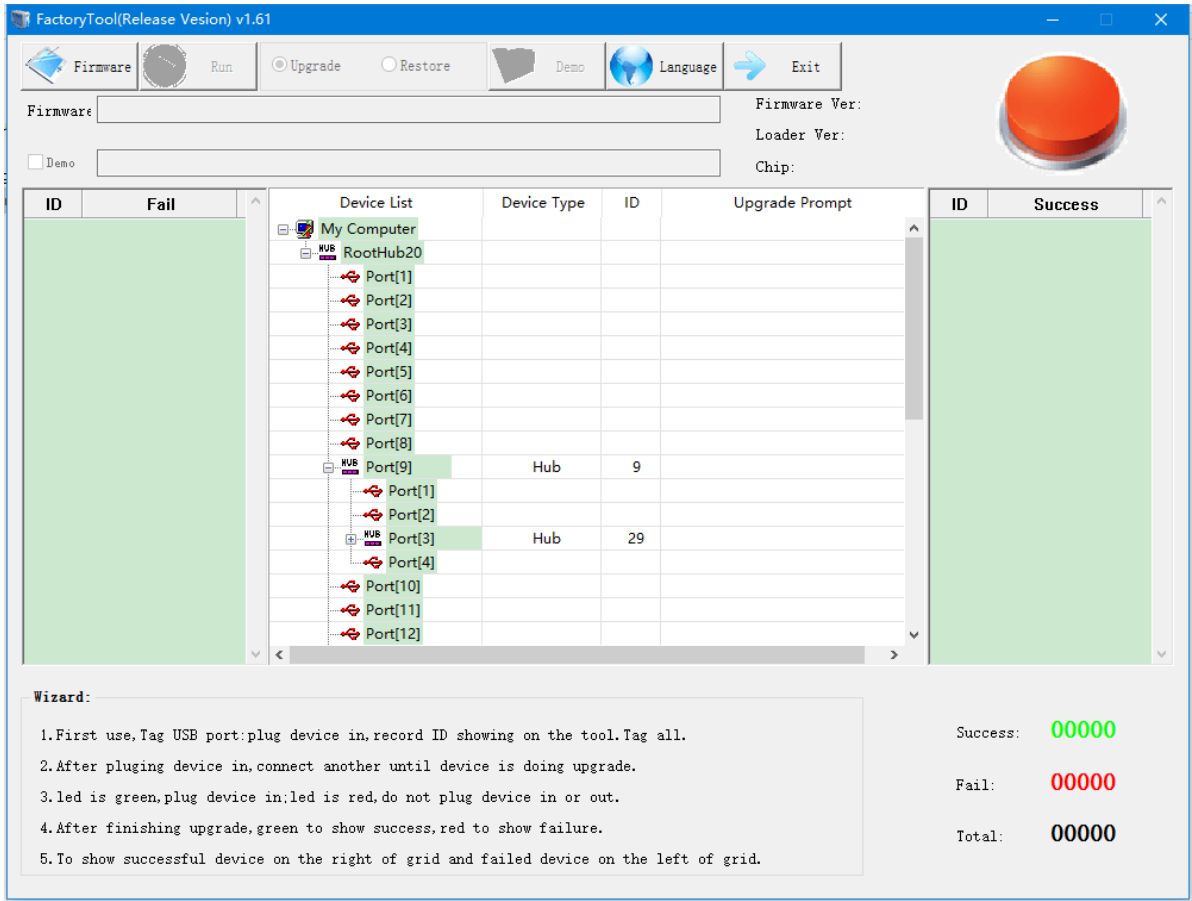 FactoryTool(Release Vesion) v1.61
Firmware Run Upgrade Restore Demo Language Exit
Firmware
Firmware Ver:
Loader Ver:
Demo
Chip:
ID Fail Device List Device Type ID Upgrade Prompt ID Success
My Computer
HUB RootHub20
Port[1]
Port[2]
Port[3]
Port[4]
Port[5]
Port[6]
Port[7]
Port[8]
HUB Port[9] Hub 9
Port[1]
Port[2]
HUB Port[3] Hub 29
Port[4]
Port[10]
Port[11]
Port[12]
Wizard:
1.First use,Tag USB port:plug device in,record ID showing on the tool.Tag all.
2.After pluging device in,connect another until device is doing upgrade.
3.led is green,plug device in;led is red,do not plug device in or out.
4.After finishing upgrade,green to show success,red to show failure.
5.To show successful device on the right of grid and failed device on the left of grid.
Success: 00000
Fail: 00000
Total: 00000